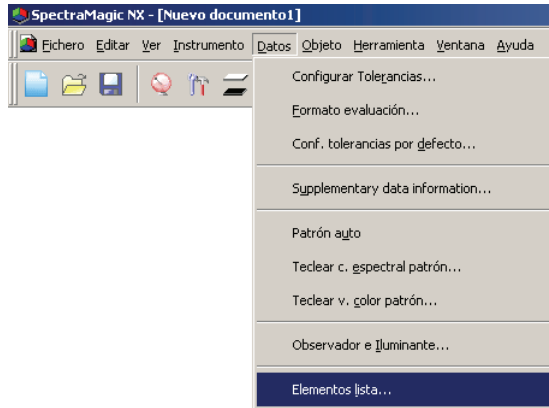 SpectraMagic NX - [Nuevo documento1]
Fichero Editar Ver Instrumento Datos Objeto Herramienta Ventana Ayuda
Configurar Tolerancias...
Formato evaluación...
Conf. tolerancias por defecto...
Supplementary data information...
Patrón auto
Teclear c. espectral patrón...
Teclear v. color patrón...
Observador e Iluminante...
Elementos lista...